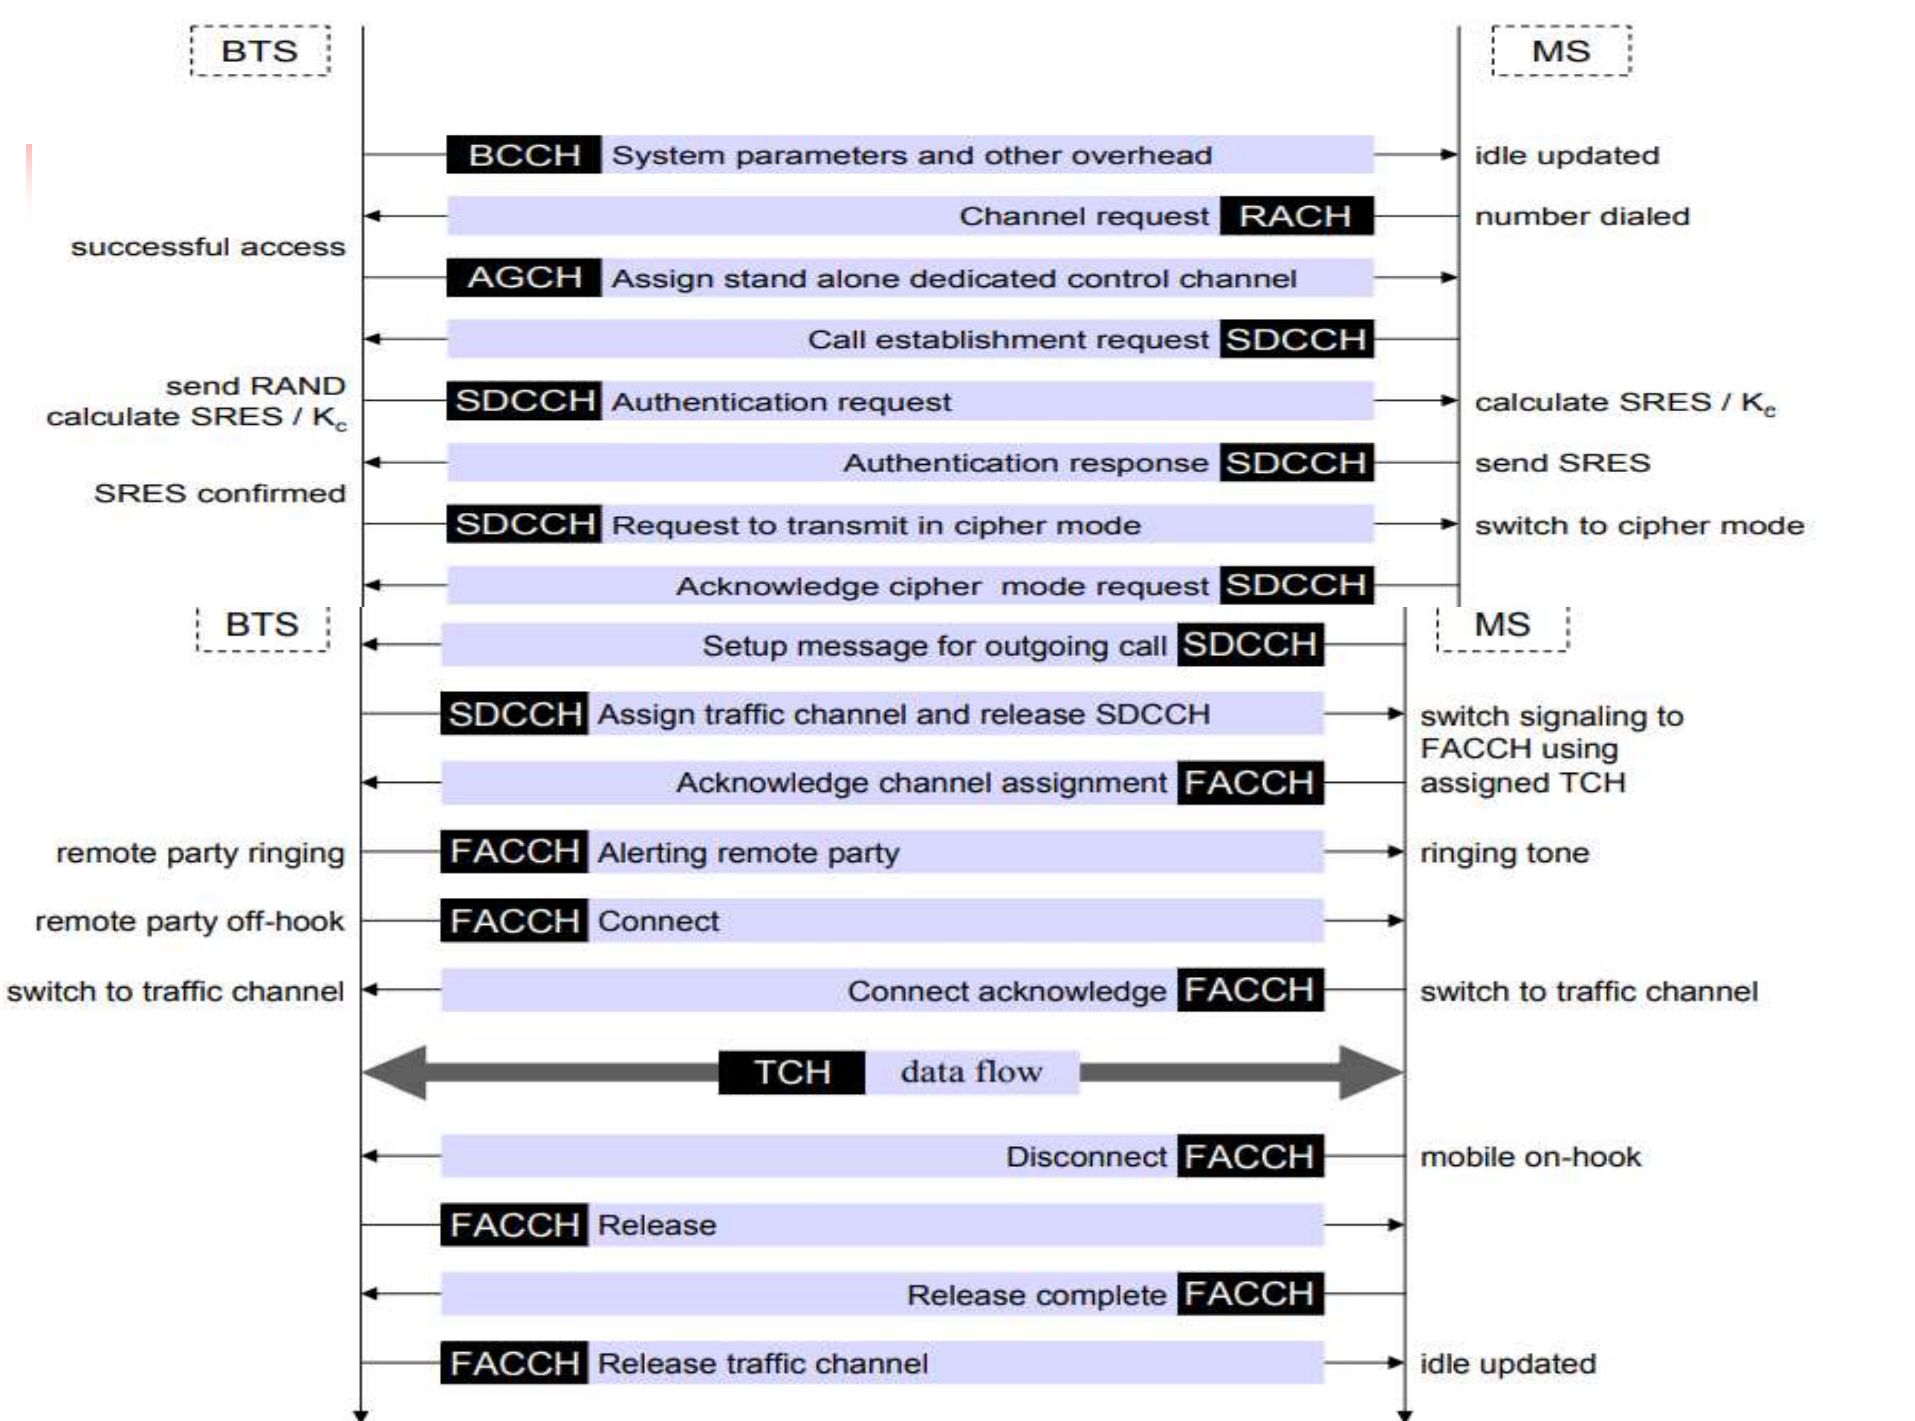 BTS MS
BCCH System parameters and other overhead idle updated
Channel request RACH number dialed
successful access
AGCH Assign stand alone dedicated control channel
Call establishment request SDCCH
send RAND
calculate SRES / Kc SDCCH Authentication request calculate SRES / Kc
Authentication response SDCCH send SRES
SRES confirmed
SDCCH Request to transmit in cipher mode switch to cipher mode
Acknowledge cipher mode request SDCCH
BTS MS
Setup message for outgoing call SDCCH
SDCCH Assign traffic channel and release SDCCH switch signaling to
FACCH using
Acknowledge channel assignment FACCH assigned TCH
remote party ringing FACCH Alerting remote party ringing tone
remote party off-hook FACCH Connect
switch to traffic channel Connect acknowledge FACCH switch to traffic channel
TCH data flow
Disconnect FACCH mobile on-hook
FACCH Release
Release complete FACCH
FACCH Release traffic channel idle updated